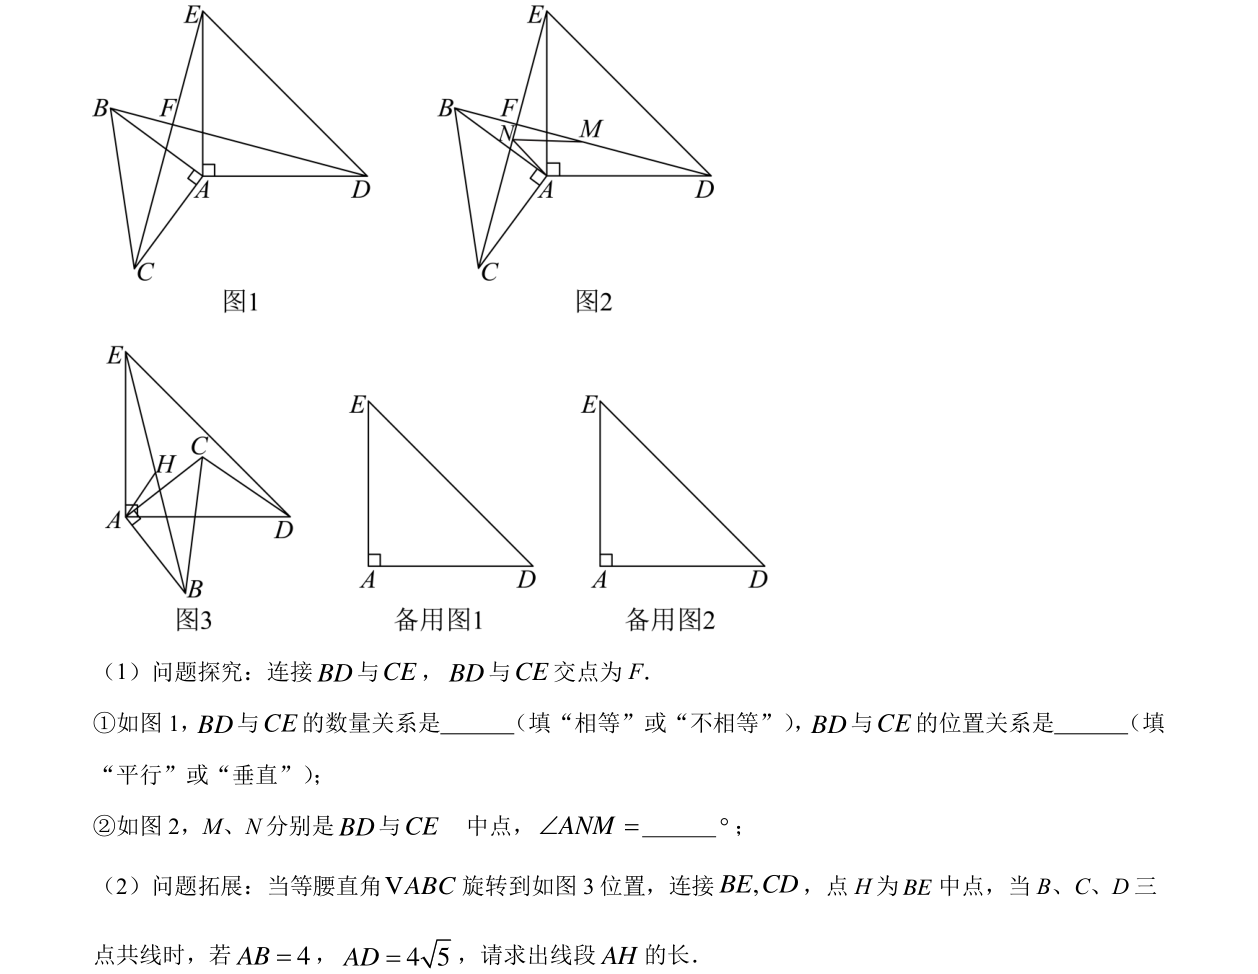 E E
B F B F M
N
A D A D
C C
图1 图2
E
E E
C
H
A D
A D A D
B
图3 备用图1 备用图2
（1）问题探究：连接BD与CE，BD与CE交点为F.
①如图1，BD与CE的数量关系是______（填“相等”或“不相等”），BD与CE的位置关系是______（填
“平行”或“垂直”）；
②如图2，M、N分别是BD与CE 中点，∠ANM =______°；
（2）问题拓展：当等腰直角VABC旋转到如图3位置，连接BE,CD，点H为BE中点，当B、C、D三
点共线时，若AB=4，AD=4√5，请求出线段AH的长.